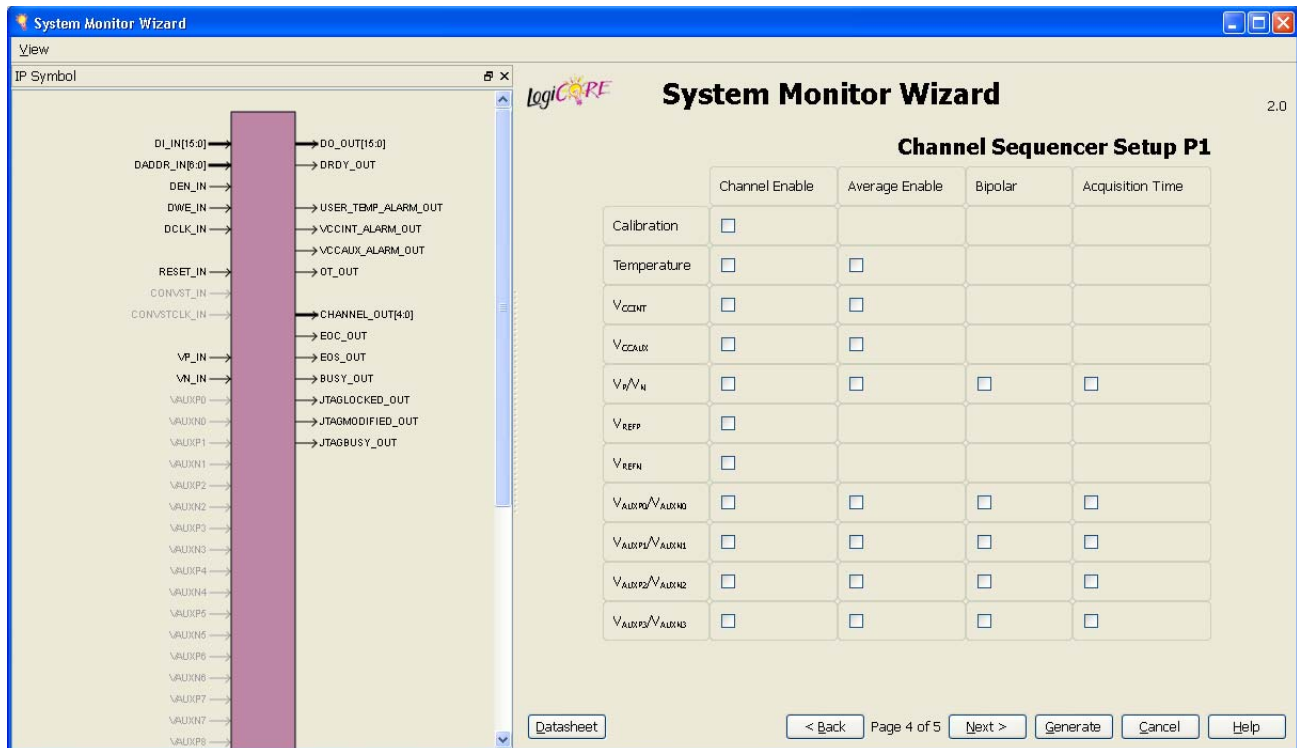 System Monitor Wizard
View
IP Symbol
DI_IN[15:0]
DADDR_IN[6:0]
DEN_IN
DWE_IN
DCLK_IN
RESET_IN
CONVST_IN
CONVSTCLK_IN
VP_IN
VN_IN
VAUXP0
VAUXN0
VAUXP1
VAUXN1
VAUXP2
VAUXN2
VAUXP3
VAUXN3
VAUXP4
VAUXN4
VAUXP5
VAUXN5
VAUXP6
VAUXN6
VAUXP7
VAUXN7
VAUXP8
DO_OUT[15:0]
DRDY_OUT
USER_TEMP_ALARM_OUT
VCCINT_ALARM_OUT
VCCAUX_ALARM_OUT
OT_OUT
CHANNEL_OUT[4:0]
EOC_OUT
EOS_OUT
BUSY_OUT
JTAGLOCKED_OUT
JTAGMODIFIED_OUT
JTAGBUSY_OUT
LogiCORE
System Monitor Wizard
2.0
Channel Sequencer Setup P1
Channel Enable Average Enable Bipolar Acquisition Time
Calibration
Temperature
VCCINT
VCCAUX
VP/VN
VREFP
VREFN
VAUXP0/VAUXN0
VAUXP1/VAUXN1
VAUXP2/VAUXN2
VAUXP3/VAUXN3
Datasheet < Back Page 4 of 5 Next > Generate Cancel Help